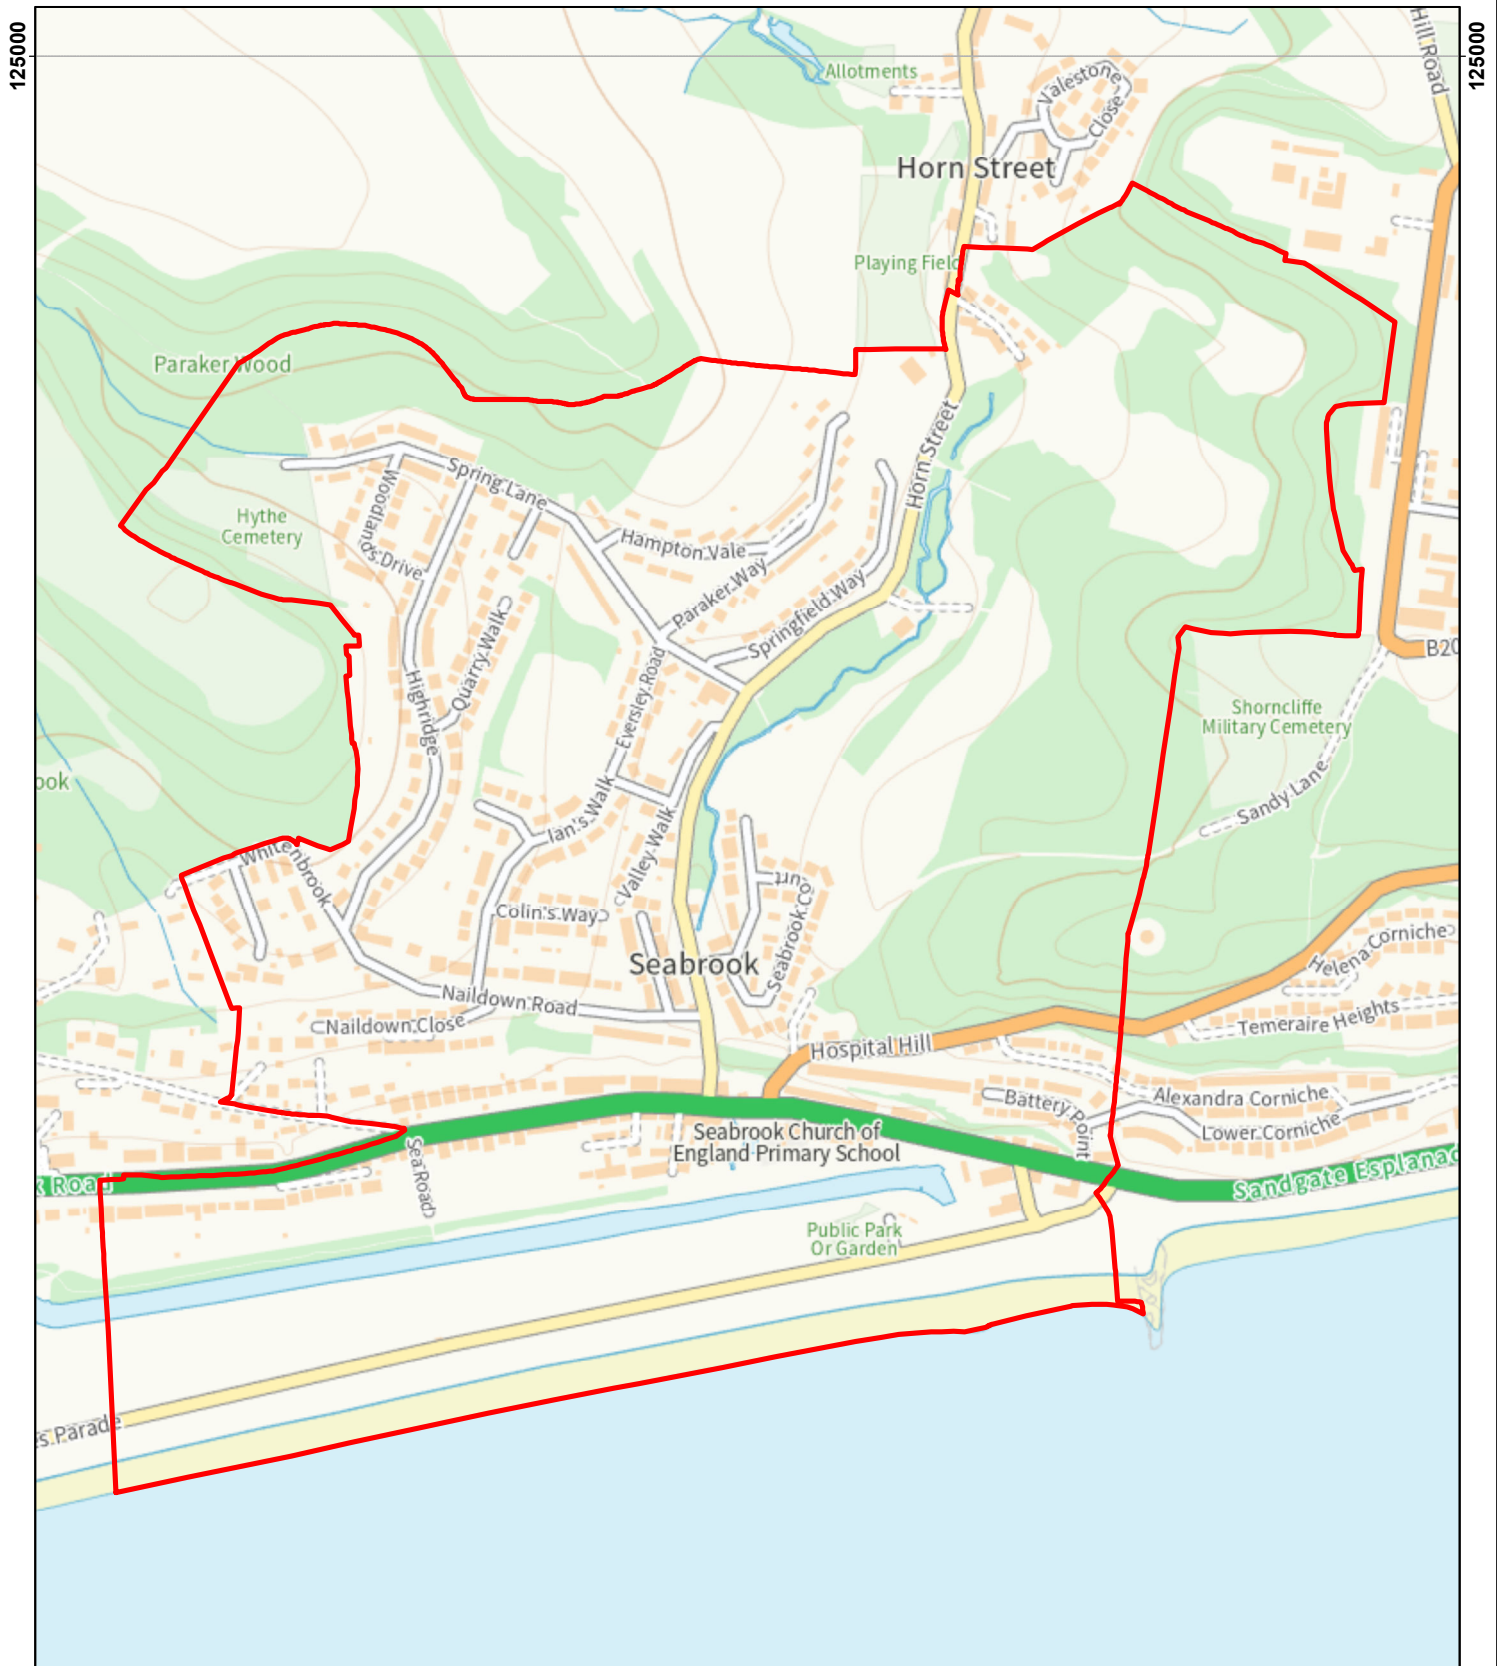 125000
125000
Hill Road
Allotments
Valestone
Close
Horn Street
Playing Field
Paraker Wood
Horn Street
Spring Lane
Woodlands Drive
Hythe
Cemetery
Hampton Vale
Paraker Way
Springfield Way
Quarry Walk
Highridge
Eversley Road
B20
Shorncliffe
Military Cemetery
Sandy Lane
ook
Ian's Walk
Valley Walk
Whitenbrook
Colin's Way
Seabrook Court
Seabrook
Helena Corniche
Naildown Road
Naildown Close
Temeraire Heights
Hospital Hill
Battery Point
Alexandra Corniche
Lower Corniche
Seabrook Church of
England Primary School
Sea Road
k Road
Sandgate Esplanad
Public Park
Or Garden
es Parade